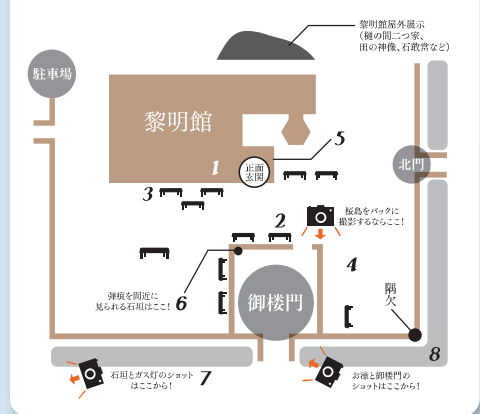 黎明館屋外展示
（樋の間二つ家、
田の神像、石敢當など）
駐車場
黎明館
5
1
正面
玄関
北門
3
2
桜島をバックに
撮影するならここ！
4
弾痕を間近に
見られる石垣はここ！
6
御楼門
隅
欠
8
石垣とガス灯のショット
はここから！
7
お濠と御楼門の
ショットはここから！